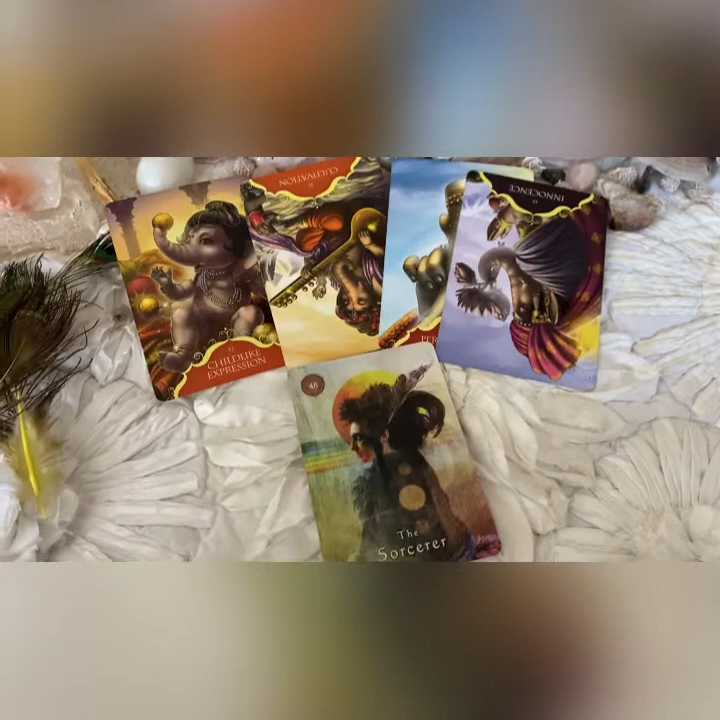 CHILDLIKE
EXPRESSION
CULTIVATION
INNOCENCE
48
The
Sorcerer